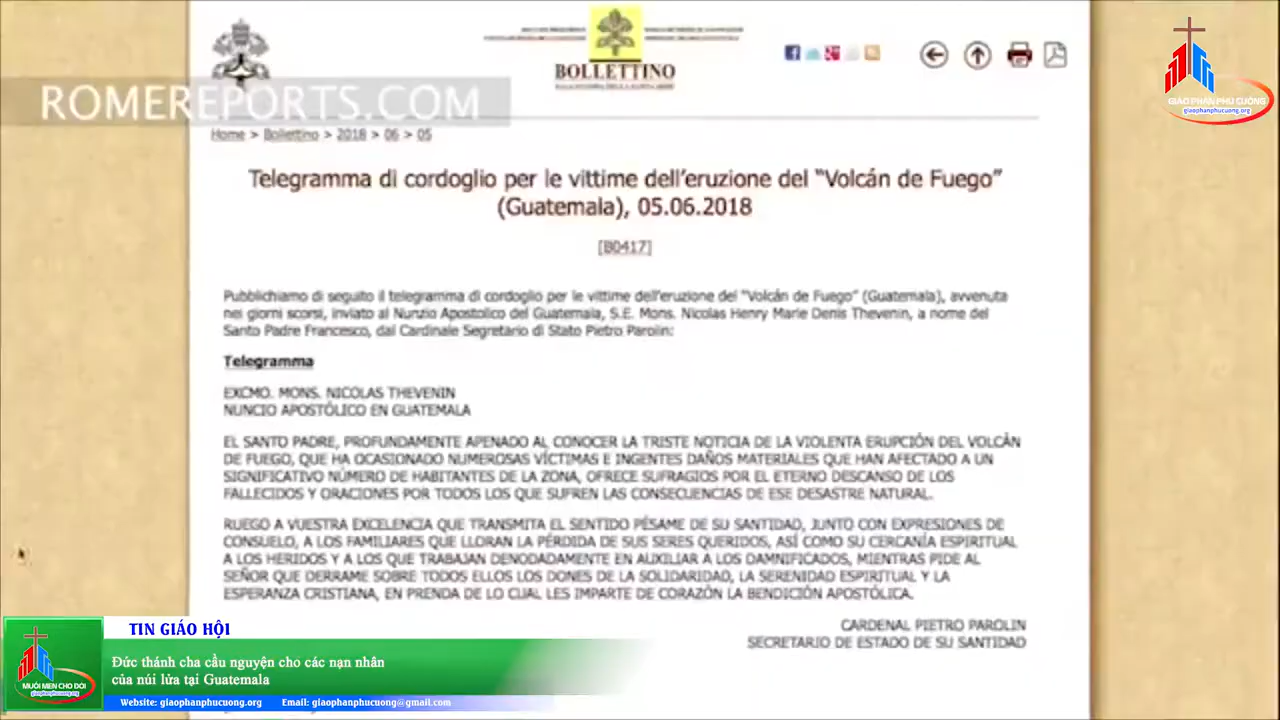 BOLLETTINO
ROMEREPORTS.COM
GIÁO PHẬN PHÚ CƯỜNG
giaophanphucuong.org
Home > Bollettino > 2018 > 06 > 05
Telegramma di cordoglio per le vittime dell'eruzione del “Volcán de Fuego”
(Guatemala), 05.06.2018
[B0417]
Pubblichiamo di seguito il telegramma di cordoglio per le vittime dell'eruzione del “Volcán de Fuego” (Guatemala), avvenuta
nei giorni scorsi, inviato al Nunzio Apostolico del Guatemala, S.E. Mons. Nicolas Henry Marie Denis Thevenin, a nome del
Santo Padre Francesco, dal Cardinale Segretario di Stato Pietro Parolin:
Telegramma
EXCMO. MONS. NICOLAS THEVENIN
NUNCIO APOSTÓLICO EN GUATEMALA
EL SANTO PADRE, PROFUNDAMENTE APENADO AL CONOCER LA TRISTE NOTICIA DE LA VIOLENTA ERUPCIÓN DEL VOLCÁN
DE FUEGO, QUE HA OCASIONADO NUMEROSAS VÍCTIMAS E INGENTES DAÑOS MATERIALES QUE HAN AFECTADO A UN
SIGNIFICATIVO NÚMERO DE HABITANTES DE LA ZONA, OFRECE SUFRAGIOS POR EL ETERNO DESCANSO DE LOS
FALLECIDOS Y ORACIONES POR TODOS LOS QUE SUFREN LAS CONSECUENCIAS DE ESE DESASTRE NATURAL.
RUEGO A VUESTRA EXCELENCIA QUE TRANSMITA EL SENTIDO PÉSAME DE SU SANTIDAD, JUNTO CON EXPRESIONES DE
CONSUELO, A LOS FAMILIARES QUE LLORAN LA PÉRDIDA DE SUS SERES QUERIDOS, ASÍ COMO SU CERCANÍA ESPIRITUAL
A LOS HERIDOS Y A LOS QUE TRABAJAN DENODADAMENTE EN AUXILIAR A LOS DAMNIFICADOS, MIENTRAS PIDE AL
SEÑOR QUE DERRAME SOBRE TODOS ELLOS LOS DONES DE LA SOLIDARIDAD, LA SERENIDAD ESPIRITUAL Y LA
ESPERANZA CRISTIANA, EN PRENDA DE LO CUAL LES IMPARTE DE CORAZÓN LA BENDICIÓN APOSTÓLICA.
CARDENAL PIETRO PAROLIN
SECRETARIO DE ESTADO DE SU SANTIDAD
TIN GIÁO HỘI
Đức thánh cha cầu nguyện cho các nạn nhân
của núi lửa tại Guatemala
MUỐI MEN CHO ĐỜI
giaophanphucuong.org
Website: giaophanphucuong.org Email: giaophanphucuong@gmail.com